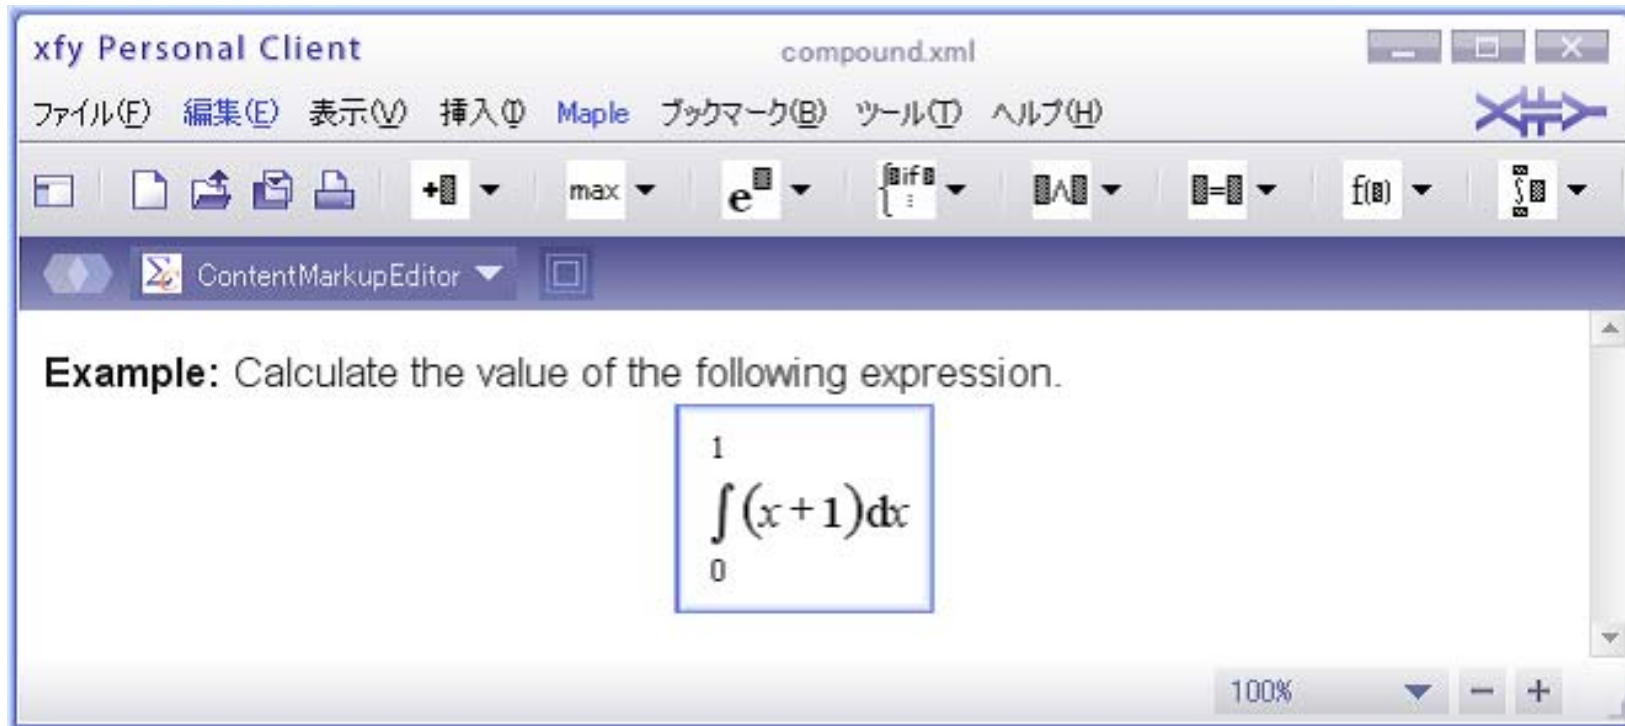 xfy Personal Client compound.xml
ファイル(F) 編集(E) 表示(V) 挿入(I) Maple ブックマーク(B) ツール(T) ヘルプ(H)
+▯ max e^▯ {▯if▯ ⋮ ▯∧▯ ▯=▯ f(▯) ∫▯
ContentMarkupEditor
Example: Calculate the value of the following expression.
1
∫(x+1)dx
0
100% − +